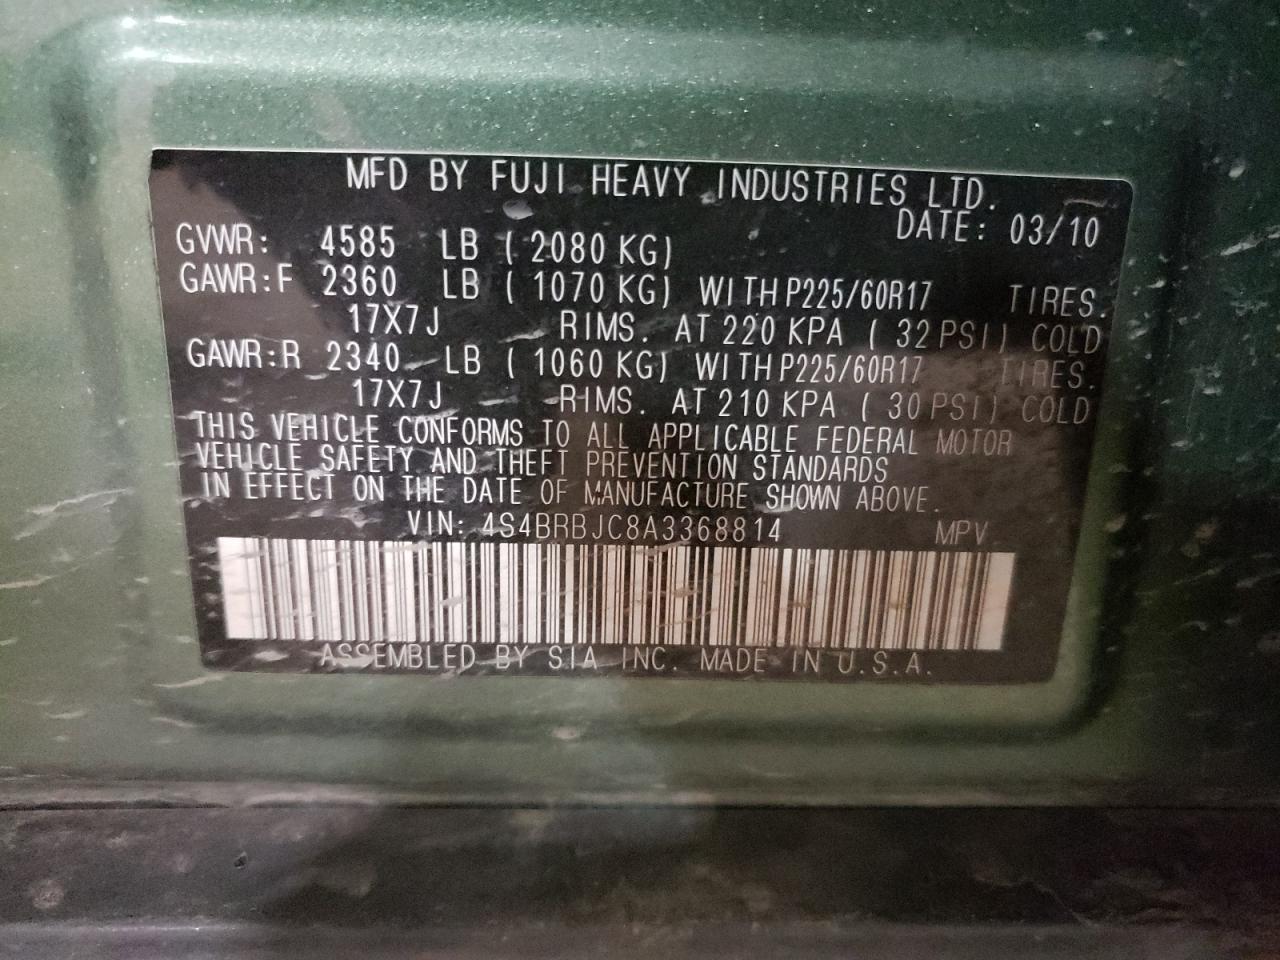 MFD BY FUJI HEAVY INDUSTRIES LTD.
DATE: 03/10
GVWR: 4585 LB ( 2080 KG)
GAWR:F 2360 LB ( 1070 KG) WITH P225/60R17 TIRES.
17X7J RIMS. AT 220 KPA ( 32 PSI) COLD
GAWR:R 2340 LB ( 1060 KG) WITH P225/60R17 TIRES.
17X7J RIMS. AT 210 KPA ( 30 PSI) COLD
THIS VEHICLE CONFORMS TO ALL APPLICABLE FEDERAL MOTOR
VEHICLE SAFETY AND THEFT PREVENTION STANDARDS
IN EFFECT ON THE DATE OF MANUFACTURE SHOWN ABOVE.
VIN: 4S4BRBJC8A3368814 MPV
ASSEMBLED BY SIA INC. MADE IN U.S.A.